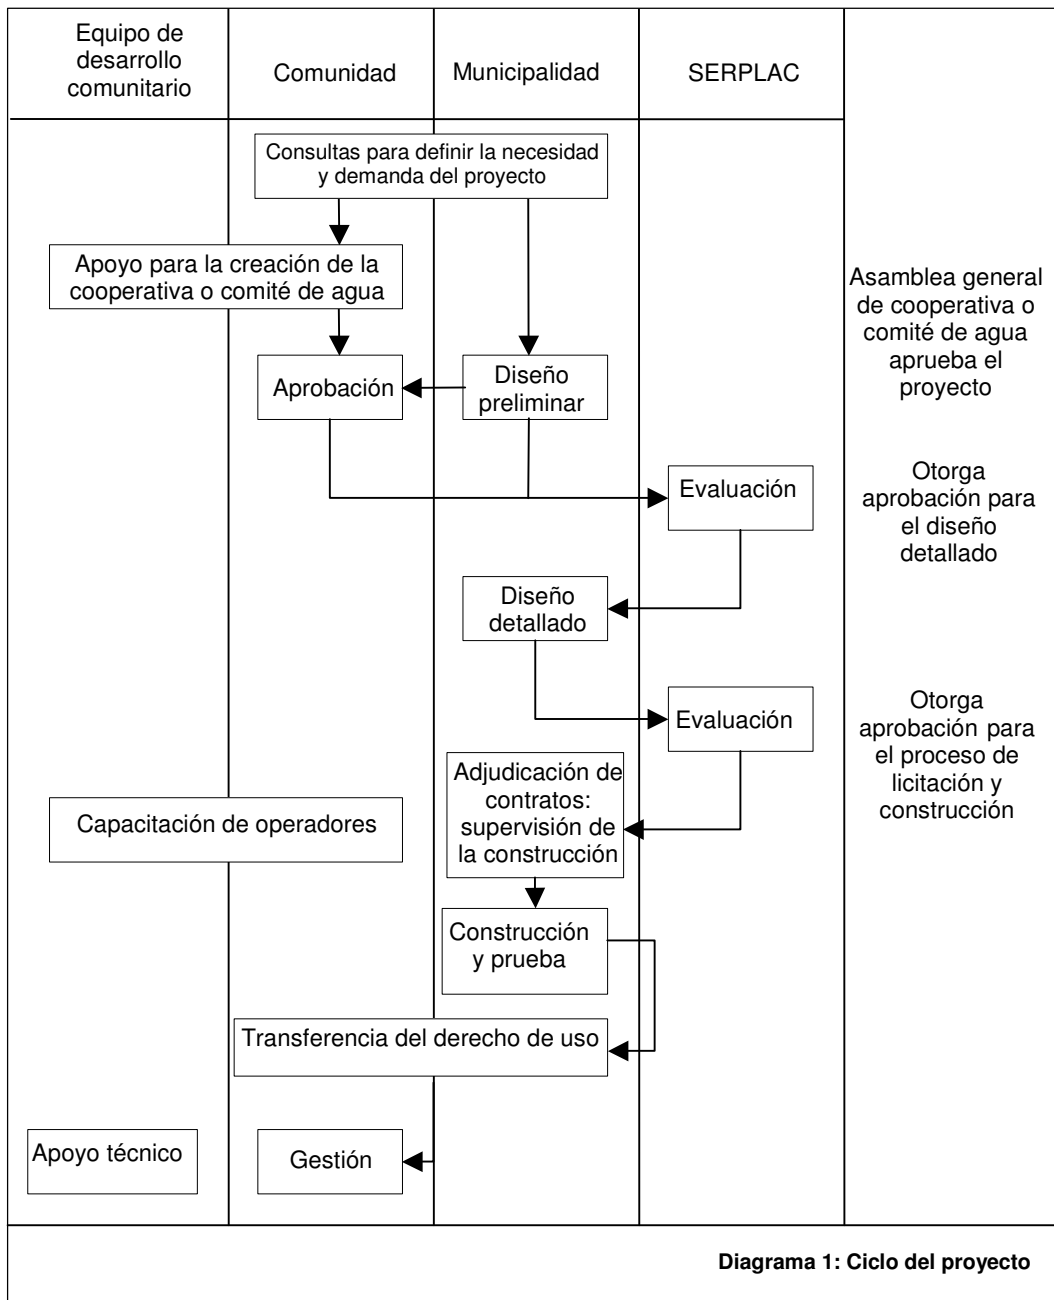 Equipo de
desarrollo
comunitario
Comunidad
Municipalidad
SERPLAC
Consultas para definir la necesidad
y demanda del proyecto
Apoyo para la creación de la
cooperativa o comité de agua
Asamblea general
de cooperativa o
comité de agua
aprueba el
proyecto
Aprobación
Diseño
preliminar
Evaluación
Otorga
aprobación para
el diseño
detallado
Diseño
detallado
Evaluación
Otorga
aprobación para
el proceso de
licitación y
construcción
Adjudicación de
contratos:
supervisión de
la construcción
Capacitación de operadores
Construcción
y prueba
Transferencia del derecho de uso
Apoyo técnico
Gestión
Diagrama 1: Ciclo del proyecto